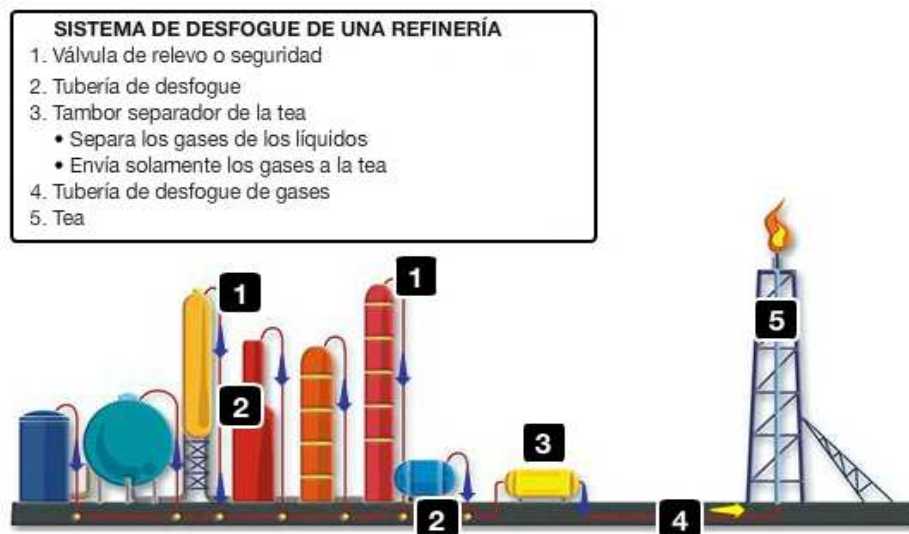 SISTEMA DE DESFOGUE DE UNA REFINERÍA
1. Válvula de relevo o seguridad
2. Tubería de desfogue
3. Tambor separador de la tea
• Separa los gases de los líquidos
• Envía solamente los gases a la tea
4. Tubería de desfogue de gases
5. Tea
1
1
5
2
3
2
4